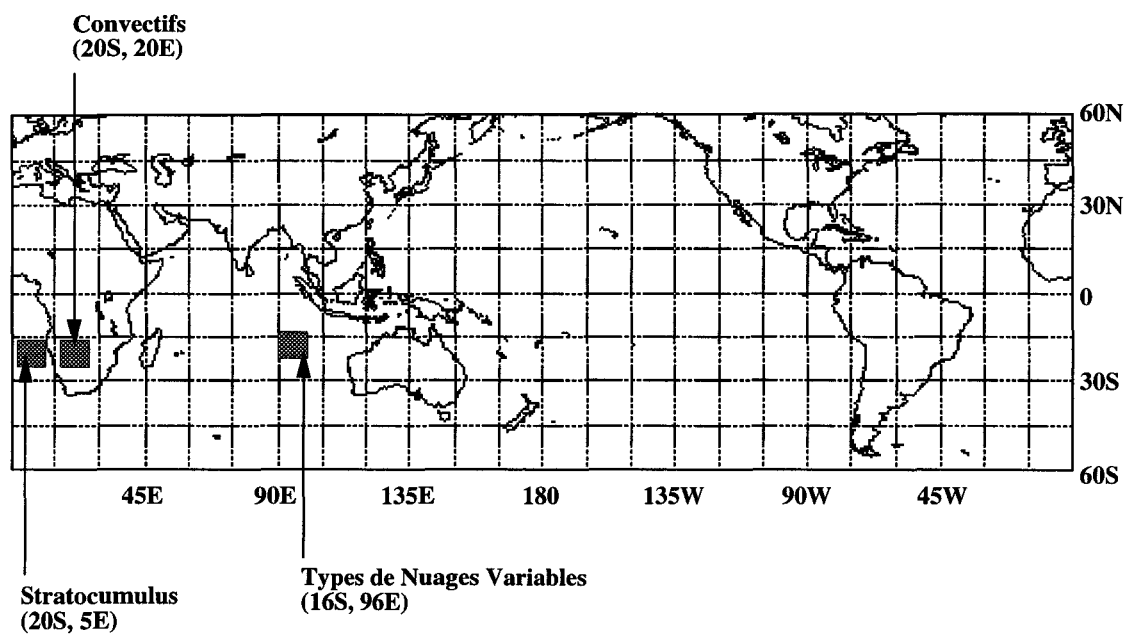 Convectifs
(20S, 20E)
60N
30N
0
30S
60S
45E 90E 135E 180 135W 90W 45W
Types de Nuages Variables
(16S, 96E)
Stratocumulus
(20S, 5E)